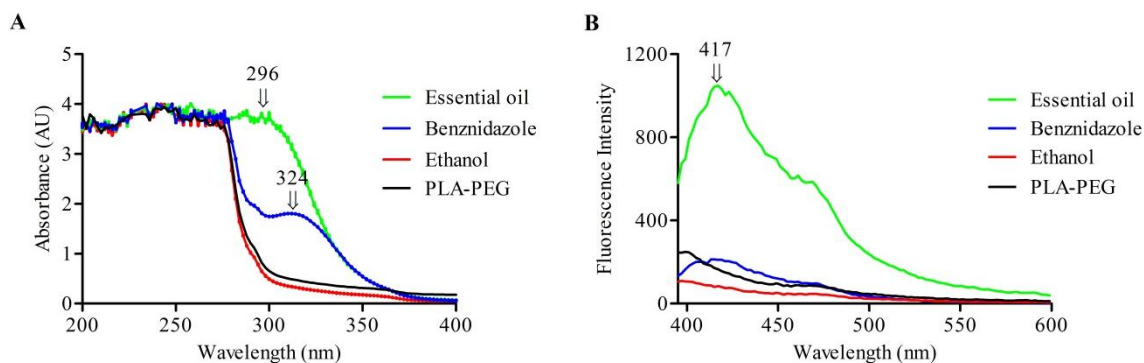 A
Absorbance (AU)
5
4
3
2
1
0
200
250
300
350
400
Wavelength (nm)
296
324
Essential oil
Benznidazole
Ethanol
PLA-PEG
B
Fluorescence Intensity
1200
1000
800
400
200
0
400
450
500
550
600
Wavelength (nm)
417
Essential oil
Benznidazole
Ethanol
PLA-PEG